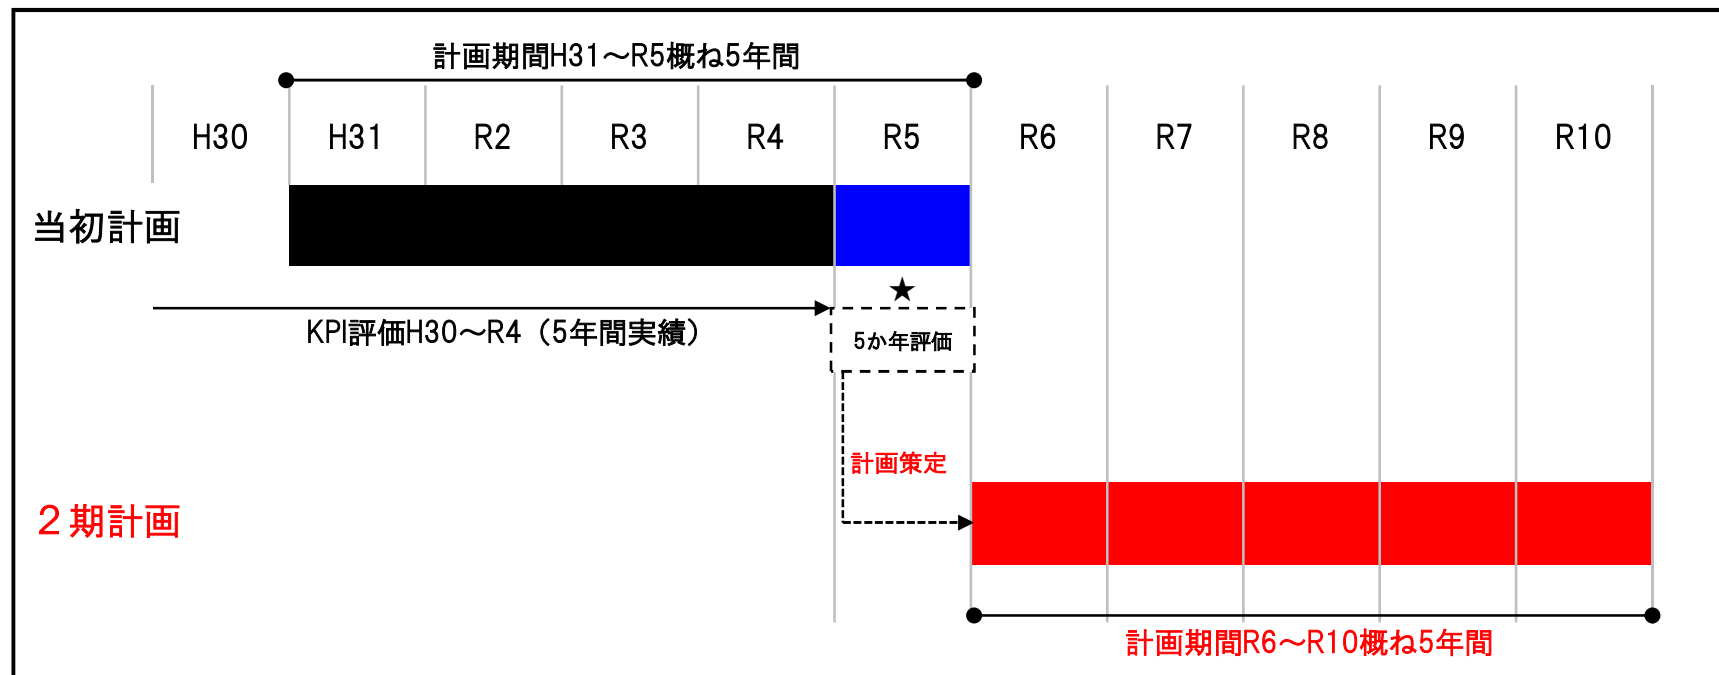 計画期間H31～R5概ね5年間
H30 H31 R2 R3 R4 R5 R6 R7 R8 R9 R10
当初計画
★
KPI評価H30～R4（5年間実績）
5か年評価
計画策定
２期計画
計画期間R6～R10概ね5年間